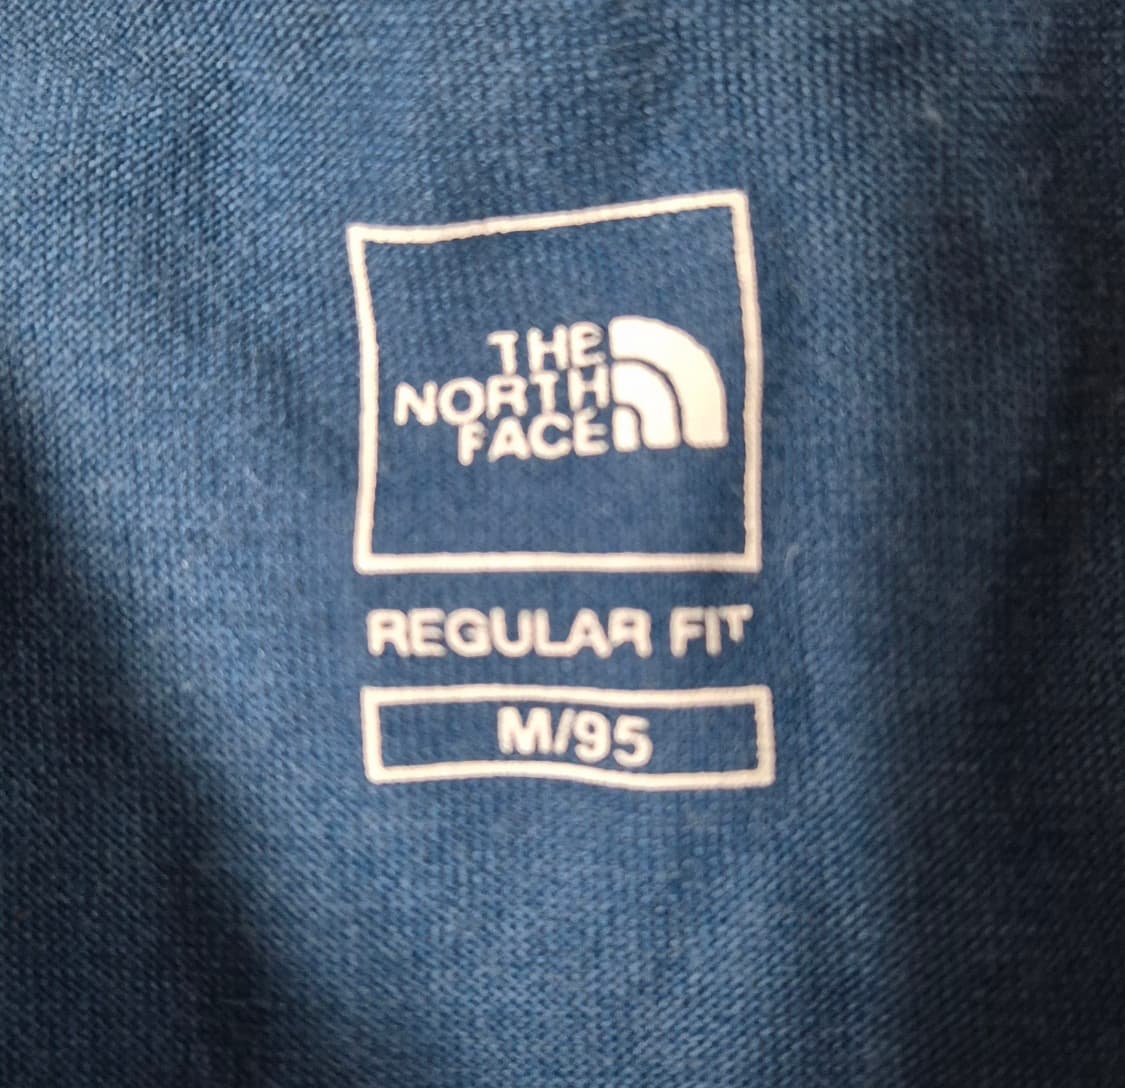 THE
NORTH
FACE
REGULAR FIT
M/95